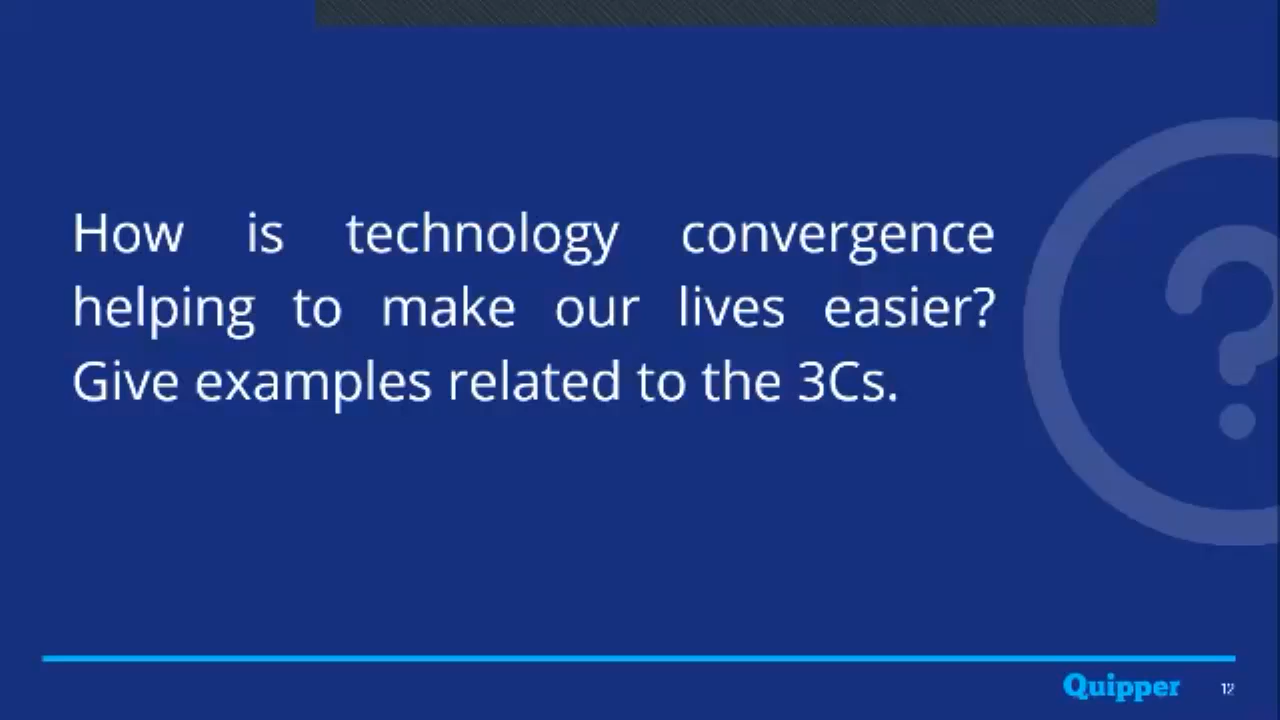 How is technology convergence
helping to make our lives easier?
Give examples related to the 3Cs.
Quipper 12